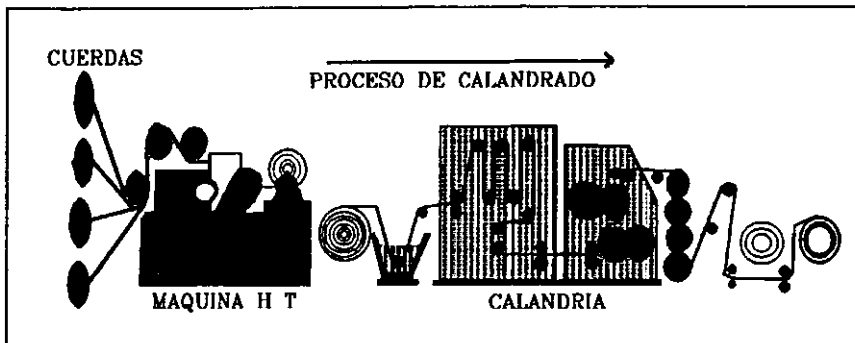 CUERDAS
PROCESO DE CALANDRADO
MAQUINA H T
CALANDRIA